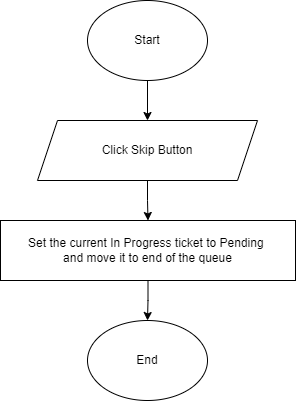 Start
Click Skip Button
Set the current In Progress ticket to Pending
and move it to end of the queue
End